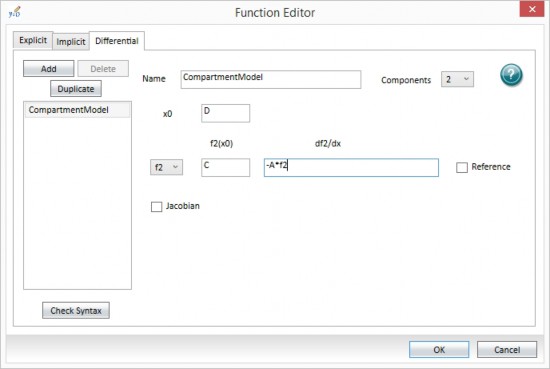 Function Editor
Explicit Implicit Differential
Add Delete
Duplicate
Name CompartmentModel Components 2 ?
CompartmentModel
x0 D
f2(x0) df2/dx
f2 C -A*f2 Reference
Jacobian
Check Syntax
OK Cancel